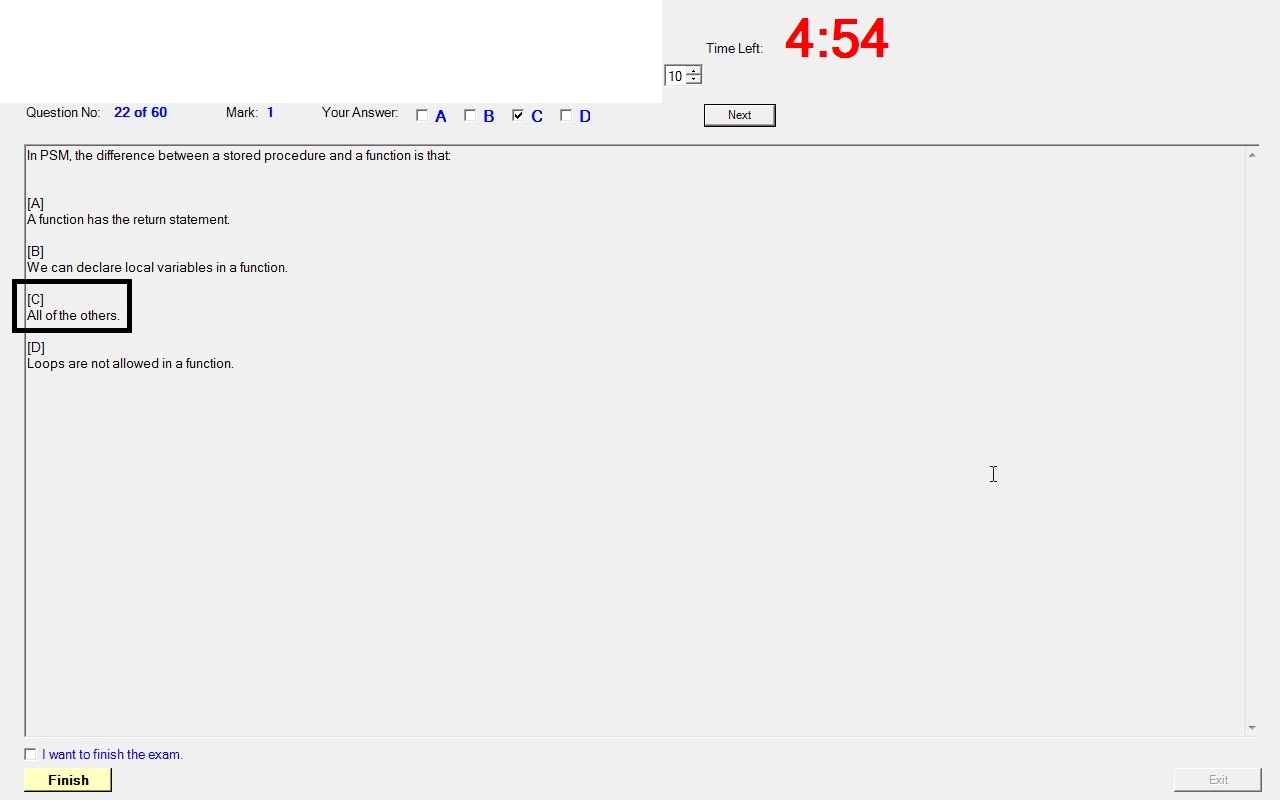 Time Left: 4:54
10
Question No: 22 of 60 Mark: 1 Your Answer: A B C D Next
In PSM, the difference between a stored procedure and a function is that:
[A]
A function has the return statement.
[B]
We can declare local variables in a function.
[C]
All of the others.
[D]
Loops are not allowed in a function.
I want to finish the exam.
Finish Exit